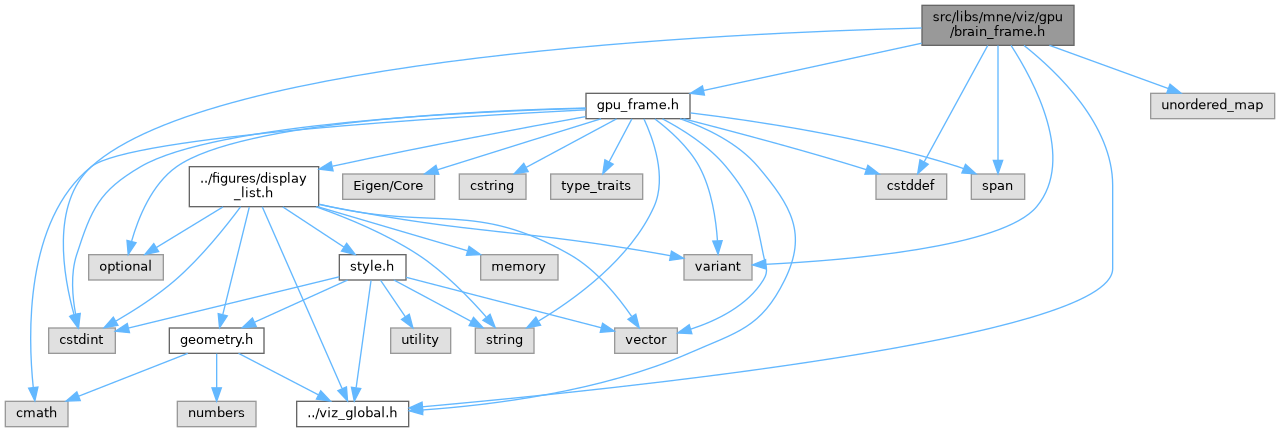 src/libs/mne/viz/gpu
/brain_frame.h
gpu_frame.h
unordered_map
../figures/display
_list.h
Eigen/Core
cstring
type_traits
cstddef
span
optional
style.h
memory
variant
cstdint
geometry.h
utility
string
vector
cmath
numbers
../viz_global.h